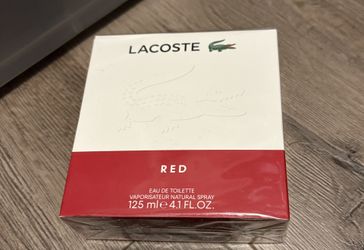 LACOSTE
RED
EAU DE TOILETTE
VAPORISATEUR NATURAL SPRAY
125 ml ℮ 4.1 FL.OZ.